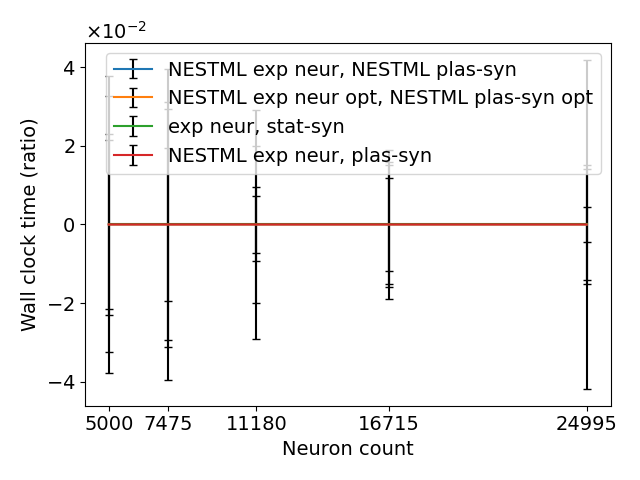 ×10⁻²
4
2
0
−2
−4
Wall clock time (ratio)
NESTML exp neur, NESTML plas-syn
NESTML exp neur opt, NESTML plas-syn opt
exp neur, stat-syn
NESTML exp neur, plas-syn
5000 7475 11180 16715 24995
Neuron count